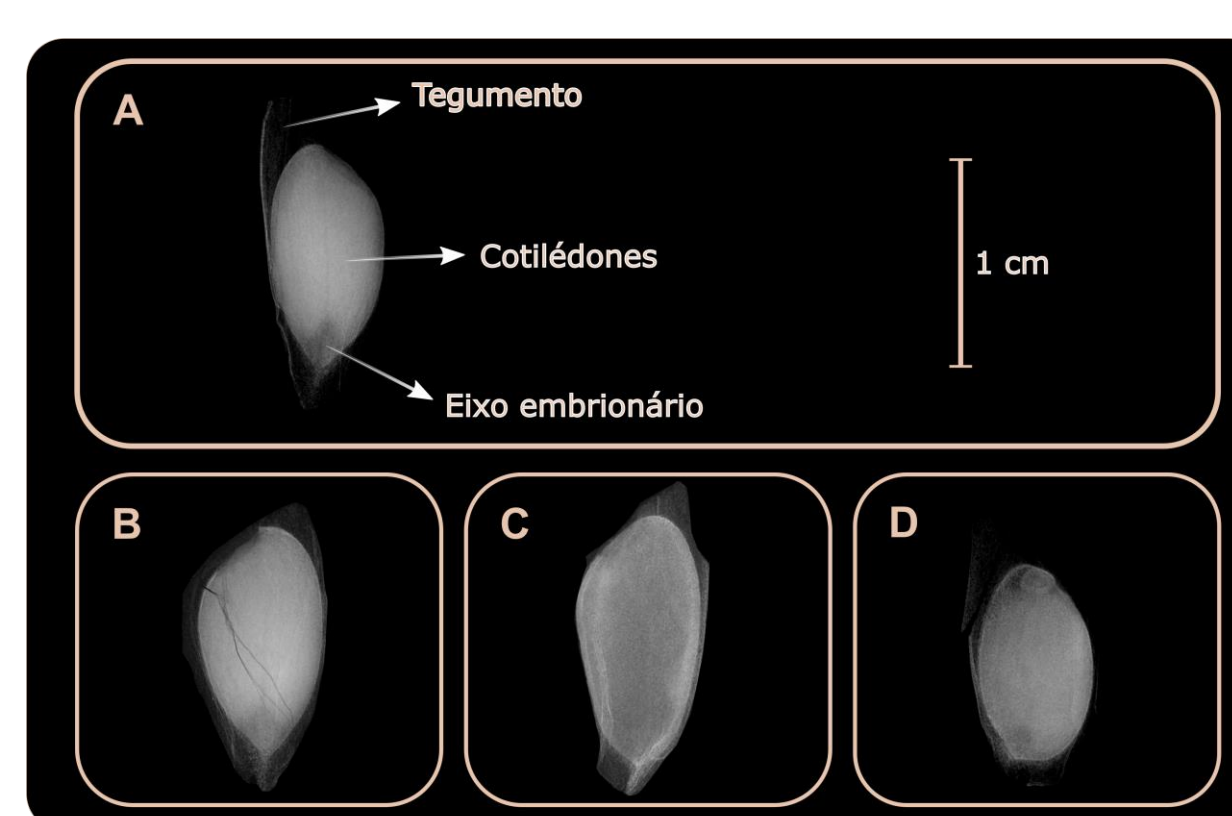 A
Tegumento
Cotilédones
1 cm
Eixo embrionário
B
C
D